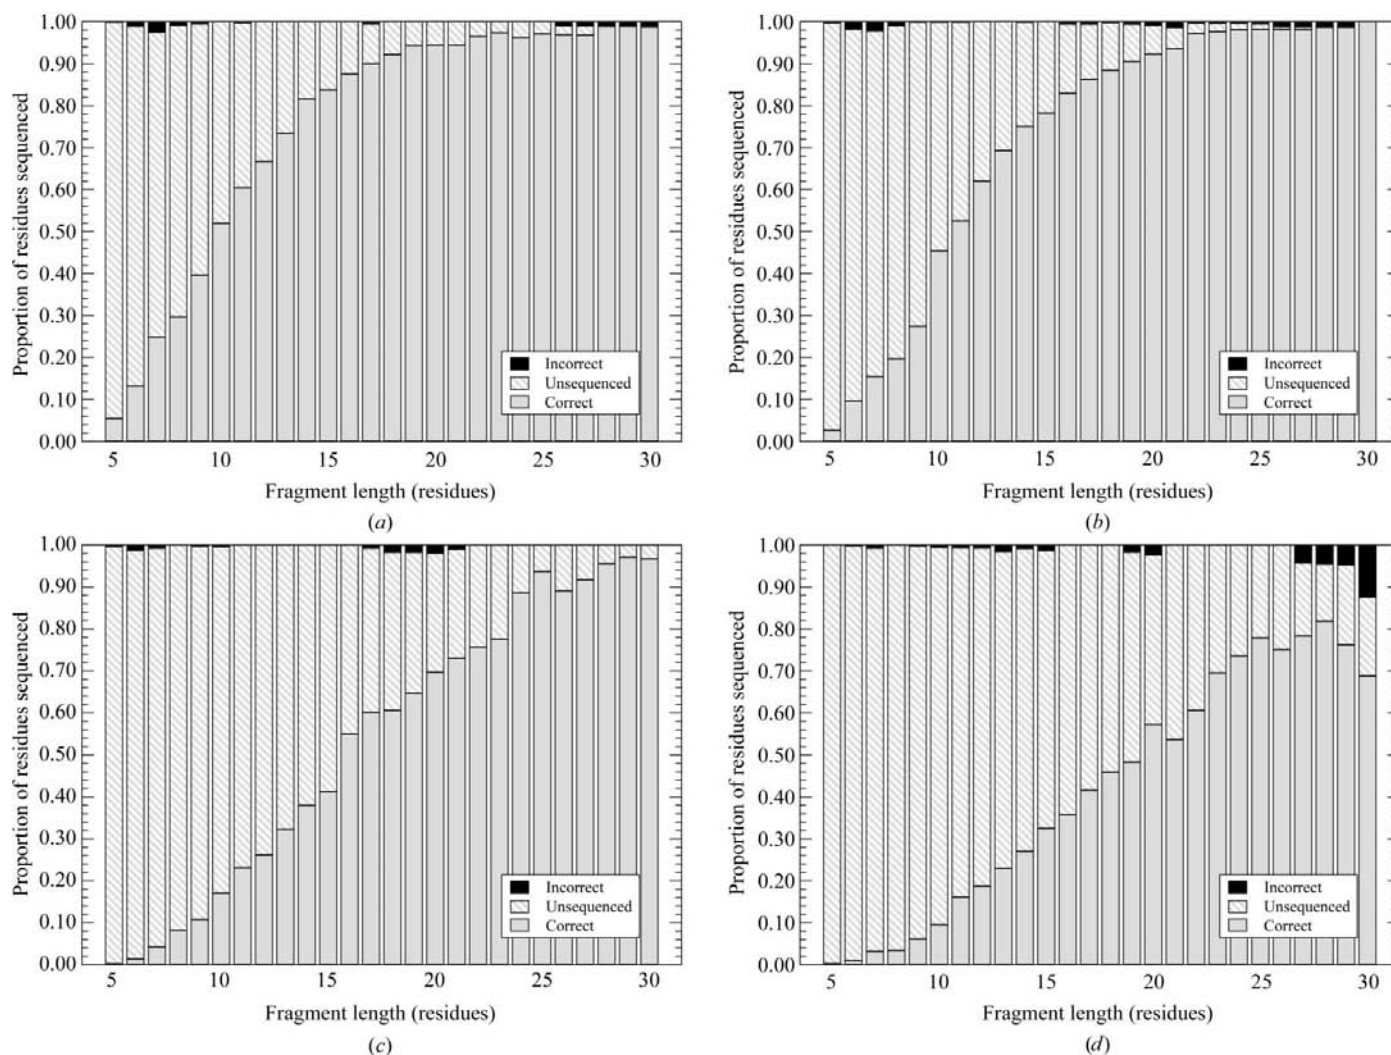 1.00
0.90
0.80
0.70
0.60
0.50
0.40
0.30
0.20
0.10
0.00
Proportion of residues sequenced
Incorrect
Unsequenced
Correct
5 10 15 20 25 30
Fragment length (residues)
(a)
1.00
0.90
0.80
0.70
0.60
0.50
0.40
0.30
0.20
0.10
0.00
Proportion of residues sequenced
Incorrect
Unsequenced
Correct
5 10 15 20 25 30
Fragment length (residues)
(b)
1.00
0.90
0.80
0.70
0.60
0.50
0.40
0.30
0.20
0.10
0.00
Proportion of residues sequenced
Incorrect
Unsequenced
Correct
5 10 15 20 25 30
Fragment length (residues)
(c)
1.00
0.90
0.80
0.70
0.60
0.50
0.40
0.30
0.20
0.10
0.00
Proportion of residues sequenced
Incorrect
Unsequenced
Correct
5 10 15 20 25 30
Fragment length (residues)
(d)